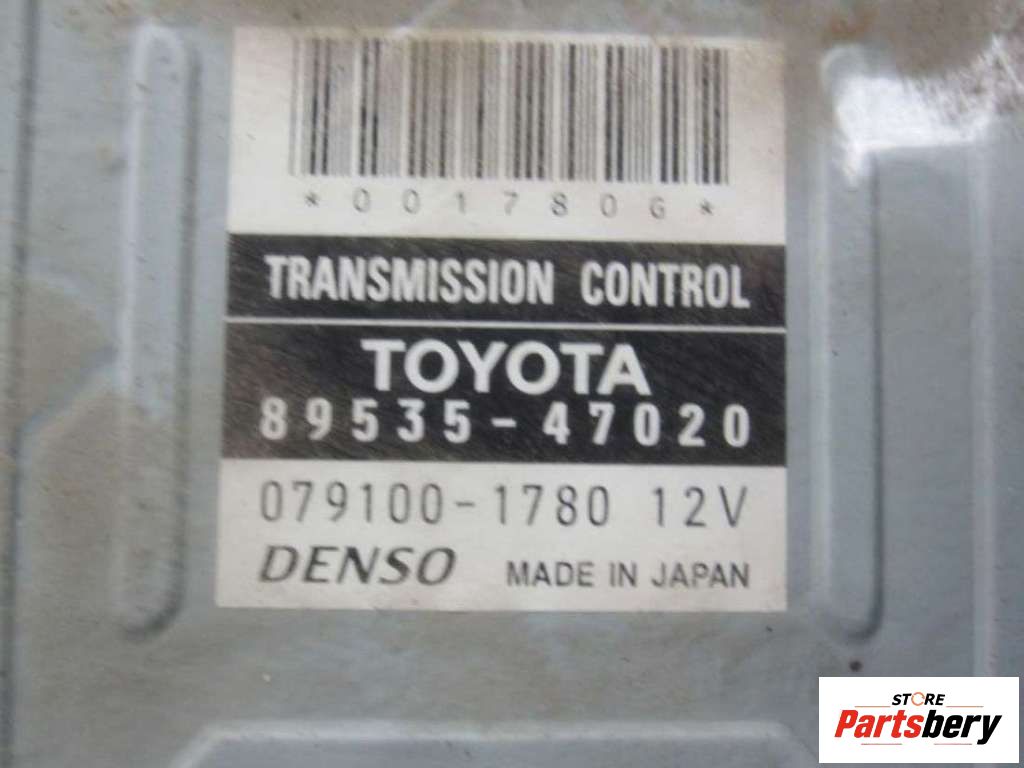 *001780G*
TRANSMISSION CONTROL
TOYOTA
89535-47020
079100-1780 12V
DENSO MADE IN JAPAN
STORE
Partsbery